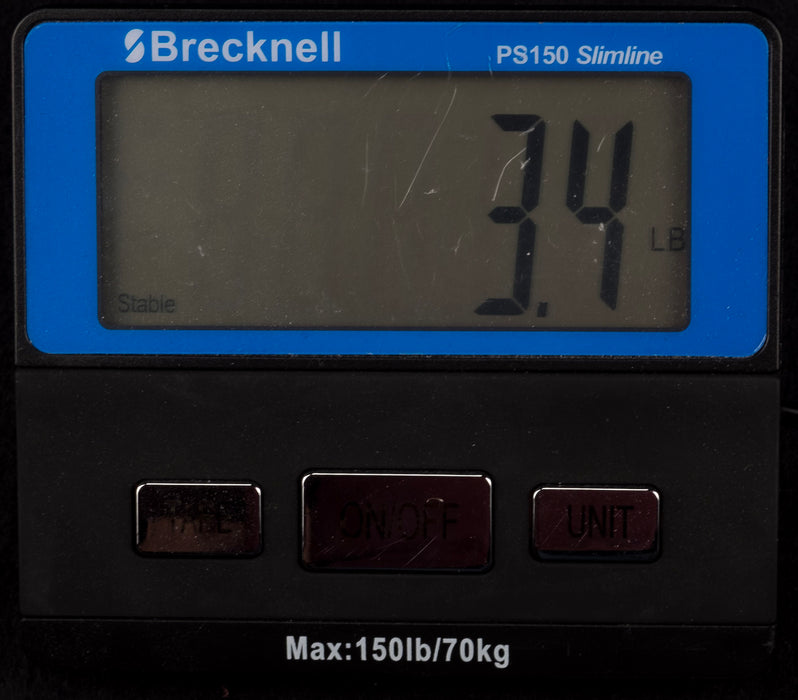 Brecknell
PS150 Slimline
3.4
LB
Stable
TARE ON/OFF UNIT
Max:150lb/70kg